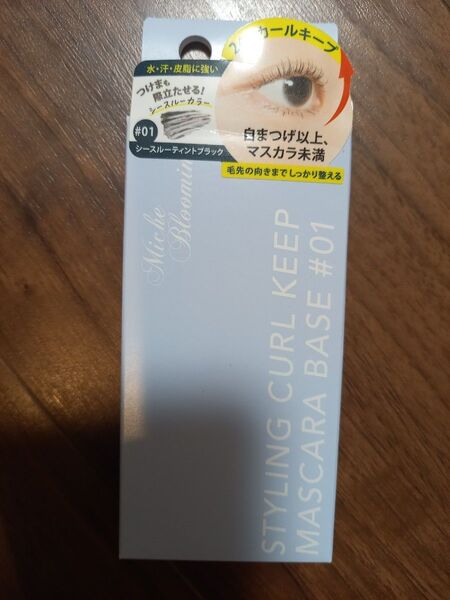 水・汗・皮脂に強い
つけまも
際立たせる!
シースルーカラー
#01
シースルーティントブラック
カールキープ
自まつげ以上、
マスカラ未満
毛先の向きまでしっかり整える
Miche
Bloomin
STYLING CURL KEEP
MASCARA BASE #01